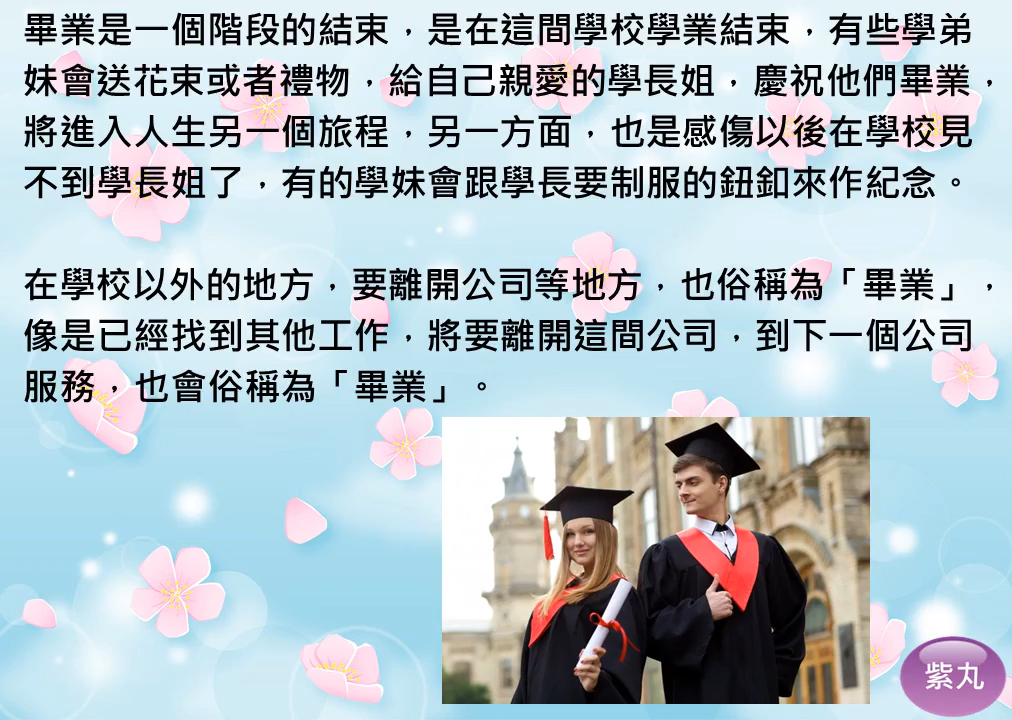 畢業是一個階段的結束，是在這間學校學業結束，有些學弟
妹會送花束或者禮物，給自己親愛的學長姐，慶祝他們畢業，
將進入人生另一個旅程，另一方面，也是感傷以後在學校見
不到學長姐了，有的學妹會跟學長要制服的鈕釦來作紀念。
在學校以外的地方，要離開公司等地方，也俗稱為「畢業」，
像是已經找到其他工作，將要離開這間公司，到下一個公司
服務，也會俗稱為「畢業」。
紫丸